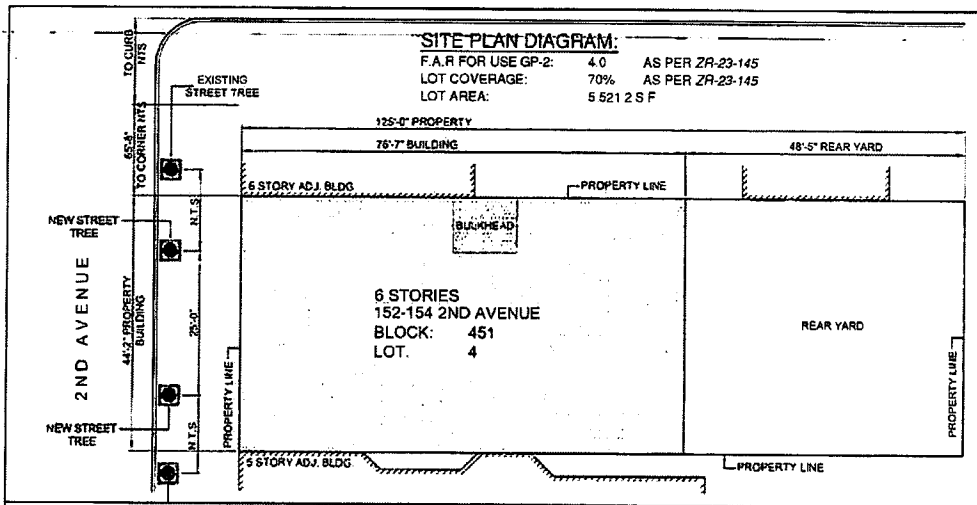 SITE PLAN DIAGRAM:
F.A.R FOR USE GP-2: 4.0 AS PER ZR-23-145
LOT COVERAGE: 70% AS PER ZR-23-145
LOT AREA: 5 521 2 S F
TO CURB
NTS
EXISTING
STREET TREE
65'-8"
TO CORNER NTS
125'-0" PROPERTY
76'-7" BUILDING
48'-5" REAR YARD
6 STORY ADJ. BLDG
PROPERTY LINE
N.T.S
NEW STREET
TREE
BULKHEAD
2ND AVENUE
44'-2" PROPERTY
BUILDING
25'-0"
6 STORIES
152-154 2ND AVENUE
BLOCK: 451
LOT. 4
REAR YARD
PROPERTY LINE
PROPERTY LINE
NEW STREET
TREE
N.T.S
5 STORY ADJ. BLDG
PROPERTY LINE